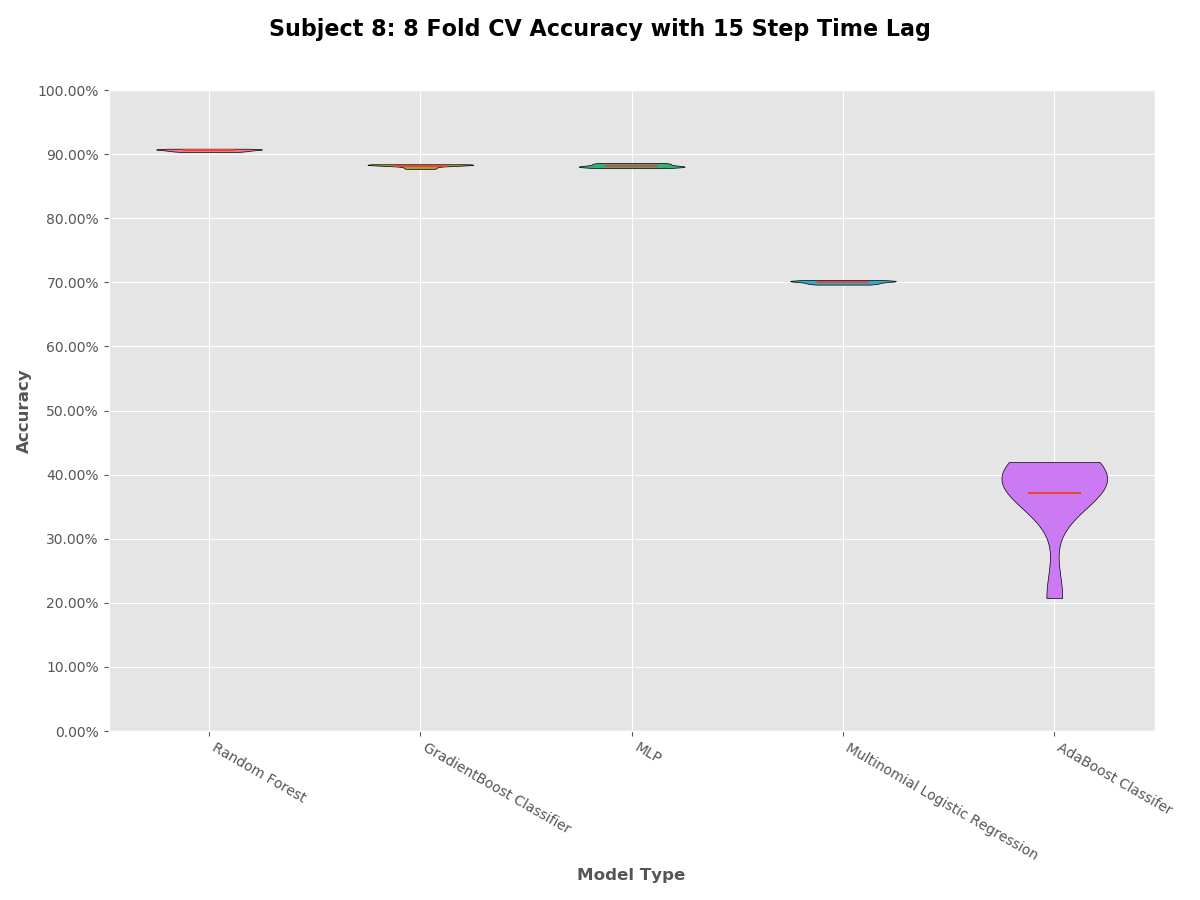 Subject 8: 8 Fold CV Accuracy with 15 Step Time Lag
100.00%
90.00%
80.00%
70.00%
60.00%
50.00%
40.00%
30.00%
20.00%
10.00%
0.00%
Accuracy
Random Forest
GradientBoost Classifier
MLP
Multinomial Logistic Regression
AdaBoost Classifer
Model Type